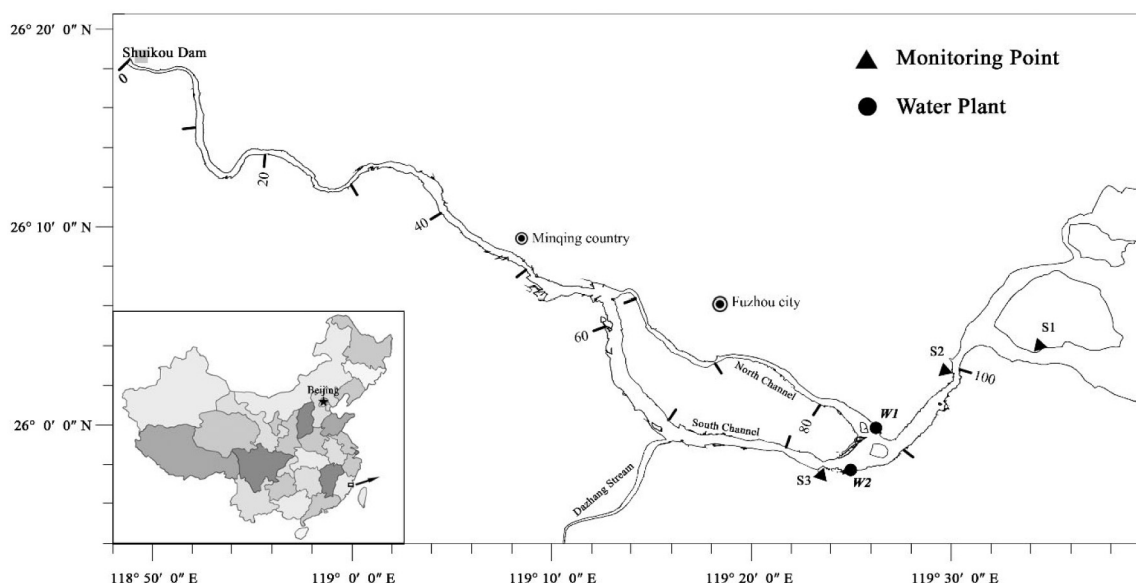 26° 20′ 0″ N
Shuikou Dam
0
Monitoring Point
Water Plant
20
26° 10′ 0″ N
40
Minqing country
Fuzhou city
60
S1
S2
100
Beijing
North Channel
W1
26° 0′ 0″ N
South Channel
80
S3
W2
Dazhang Stream
118° 50′ 0″ E
119° 0′ 0″ E
119° 10′ 0″ E
119° 20′ 0″ E
119° 30′ 0″ E